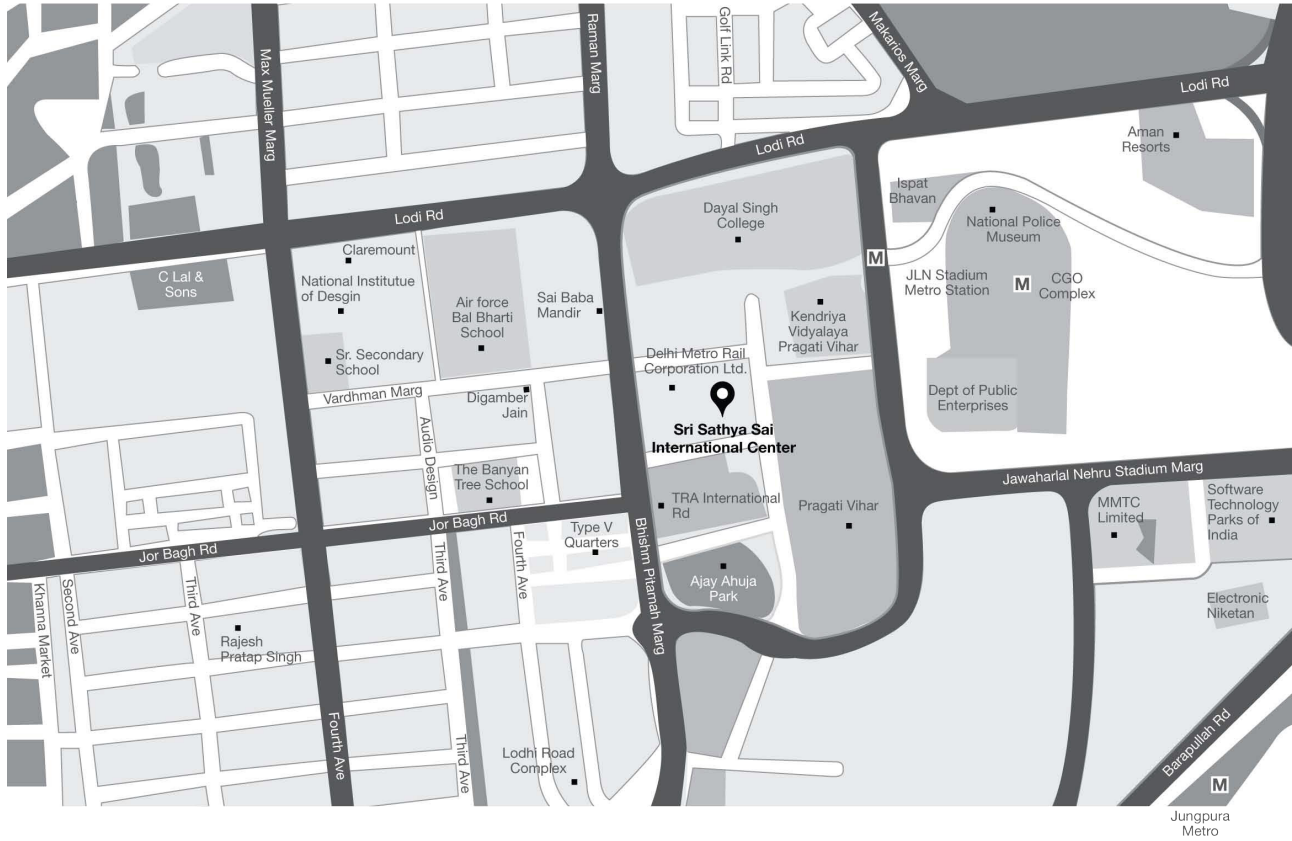 Max Mueller Marg
Raman Marg
Golf Link Rd
Makarios Marg
Lodi Rd
Lodi Rd
Lodi Rd
Aman
Resorts
Ispat
Bhavan
National Police
Museum
Dayal Singh
College
M
JLN Stadium
Metro Station
M
CGO
Complex
C Lal &
Sons
Claremount
National Institutue
of Desgin
Air force
Bal Bharti
School
Sai Baba
Mandir
Kendriya
Vidyalaya
Pragati Vihar
Sr. Secondary
School
Delhi Metro Rail
Corporation Ltd.
Vardhman Marg
Digamber
Jain
Dept of Public
Enterprises
Sri Sathya Sai
International Center
Audio Design
The Banyan
Tree School
TRA International
Rd
Pragati Vihar
Jawaharlal Nehru Stadium Marg
MMTC
Limited
Software
Technology
Parks of
India
Jor Bagh Rd
Jor Bagh Rd
Type V
Quarters
Bhishm Pitamah Marg
Ajay Ahuja
Park
Khanna Market
Second Ave
Third Ave
Third Ave
Fourth Ave
Electronic
Niketan
Rajesh
Pratap Singh
Fourth Ave
Third Ave
Lodhi Road
Complex
Barapullah Rd
M
Jungpura
Metro